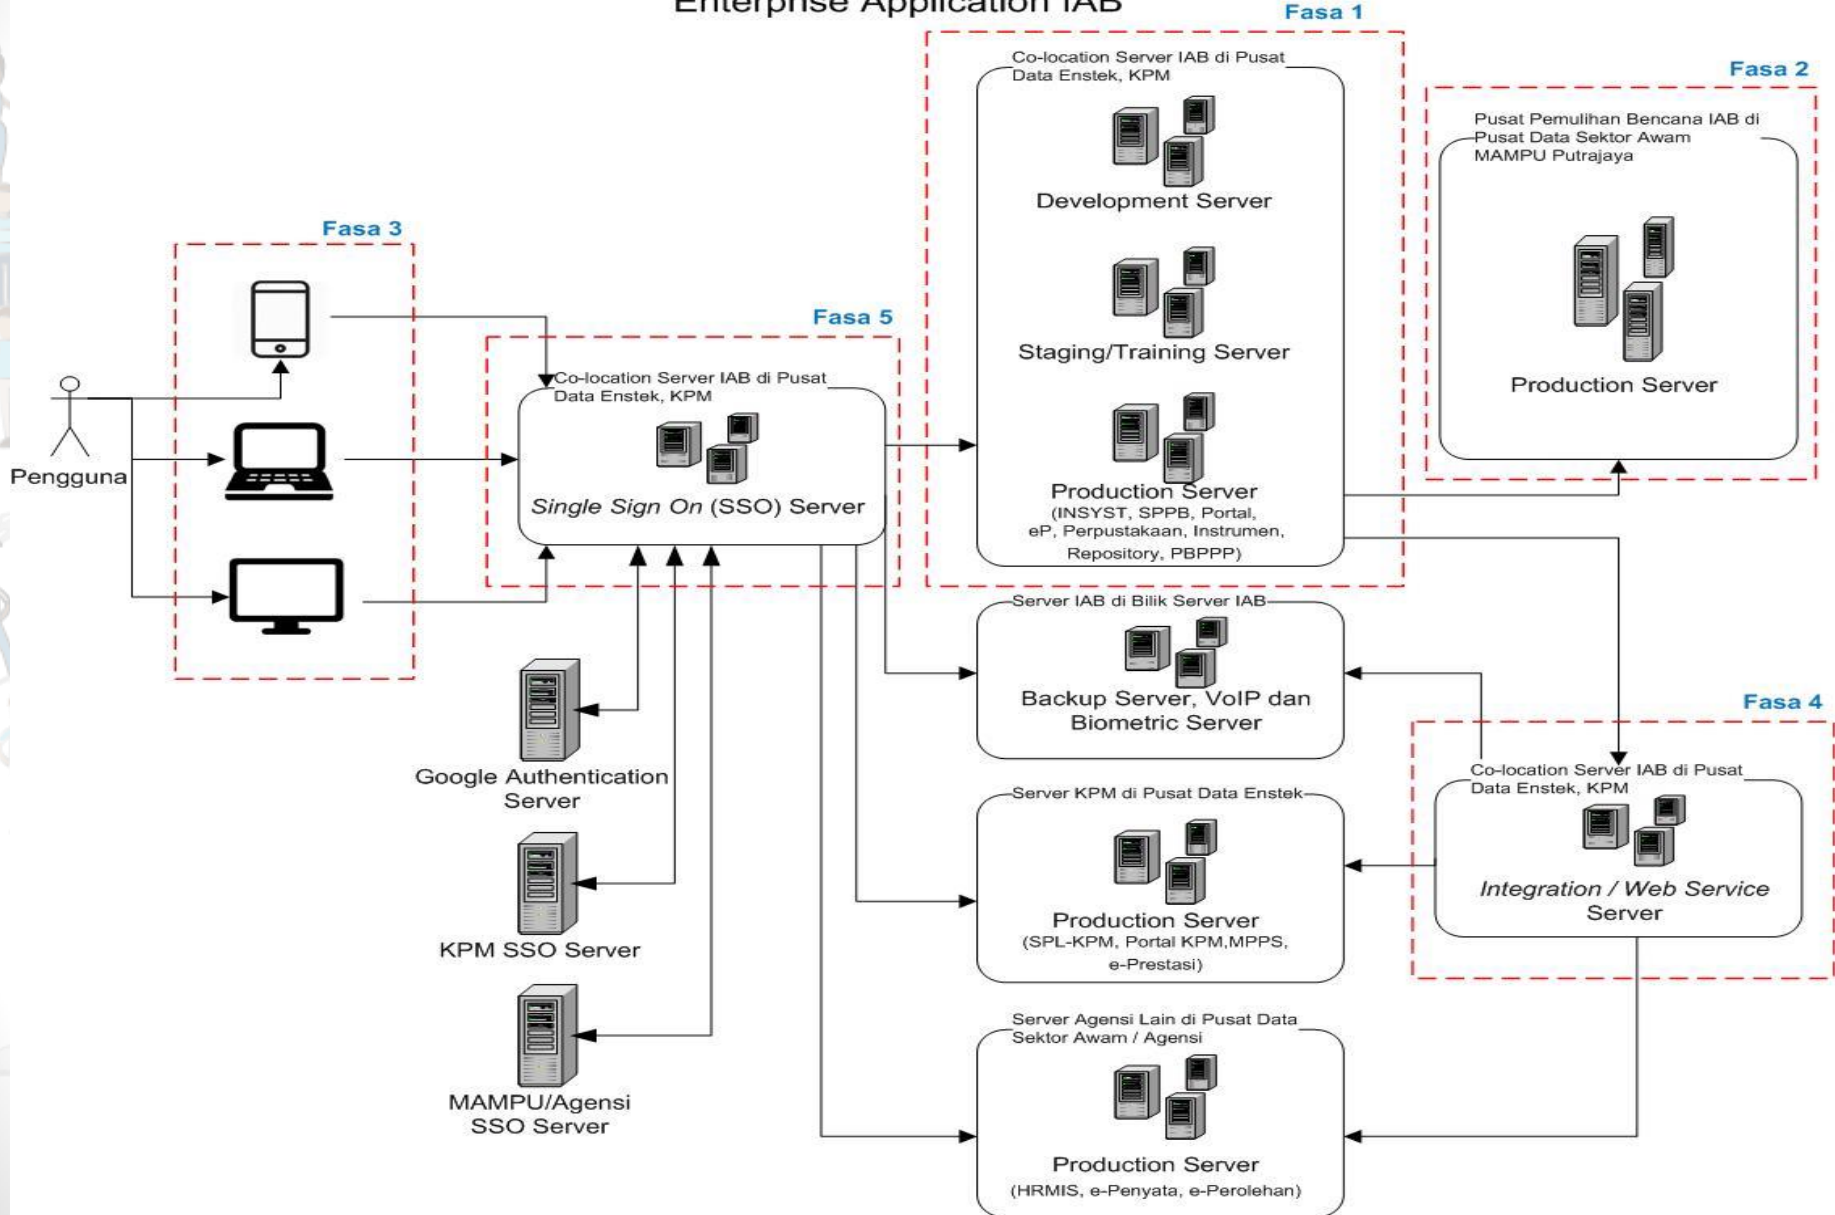 Enterprise Application IAB
Fasa 1
Co-location Server IAB di Pusat
Data Enstek, KPM
Development Server
Staging/Training Server
Production Server
(INSYST, SPPB, Portal,
eP, Perpustakaan, Instrumen,
Repository, PBPPP)
Fasa 2
Pusat Pemulihan Bencana IAB di
Pusat Data Sektor Awam
MAMPU Putrajaya
Production Server
Fasa 3
Pengguna
Fasa 5
Co-location Server IAB di Pusat
Data Enstek, KPM
Single Sign On (SSO) Server
Google Authentication
Server
KPM SSO Server
MAMPU/Agensi
SSO Server
Server IAB di Bilik Server IAB
Backup Server, VoIP dan
Biometric Server
Server KPM di Pusat Data Enstek
Production Server
(SPL-KPM, Portal KPM,MPPS,
e-Prestasi)
Server Agensi Lain di Pusat Data
Sektor Awam / Agensi
Production Server
(HRMIS, e-Penyata, e-Perolehan)
Fasa 4
Co-location Server IAB di Pusat
Data Enstek, KPM
Integration / Web Service
Server